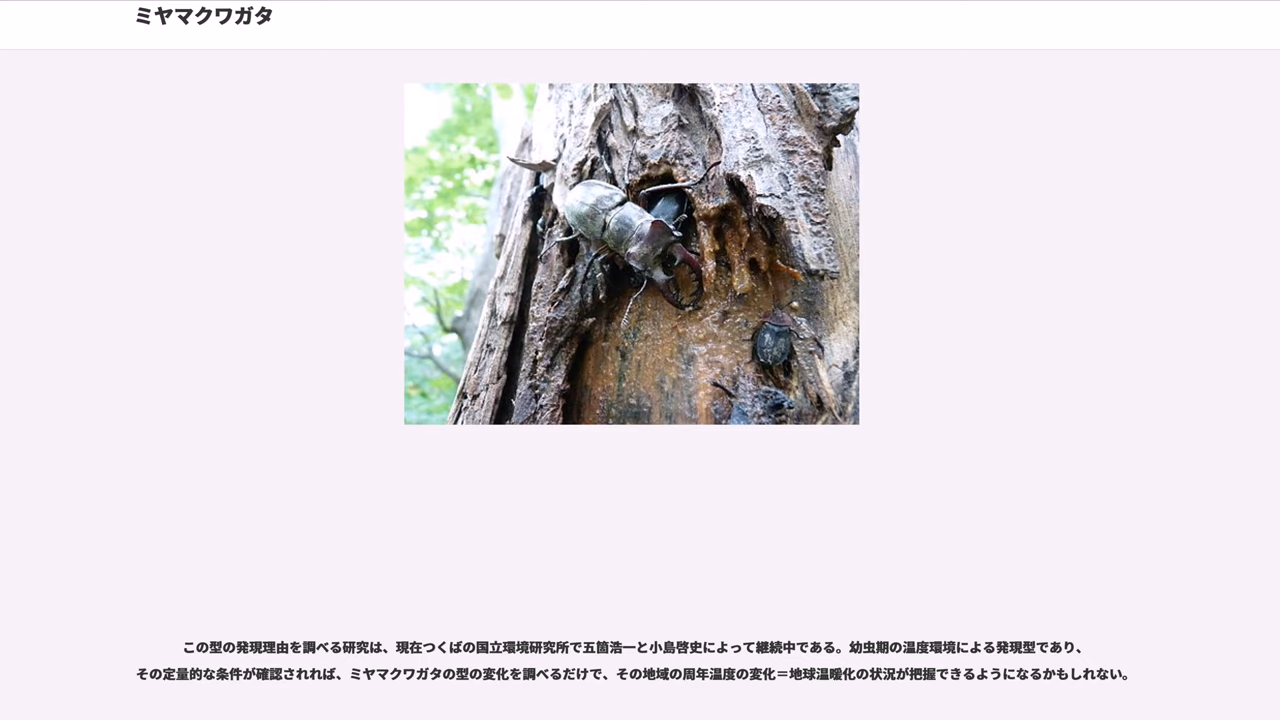 ミヤマクワガタ
この型の発現理由を調べる研究は、現在つくばの国立環境研究所で五箇浩一と小島啓史によって継続中である。幼虫期の温度環境による発現型であり、
その定量的な条件が確認されれば、ミヤマクワガタの型の変化を調べるだけで、その地域の周年温度の変化＝地球温暖化の状況が把握できるようになるかもしれない。